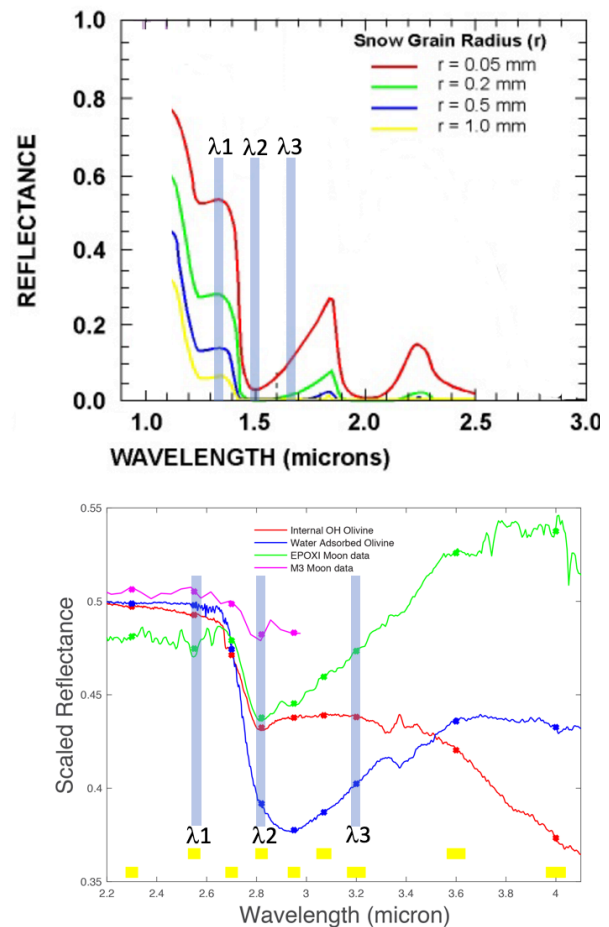 1.0
Snow Grain Radius (r)
r = 0.05 mm
0.8
r = 0.2 mm
r = 0.5 mm
r = 1.0 mm
λ1 λ2 λ3
0.6
REFLECTANCE
0.4
0.2
0.0
1.0 1.5 2.0 2.5 3.0
WAVELENGTH (microns)
0.55
Internal OH Olivine
Water Adsorbed Olivine
EPOXI Moon data
M3 Moon data
0.5
Scaled Reflectance
0.45
0.4
λ1 λ2 λ3
0.35
2.2 2.4 2.6 2.8 3 3.2 3.4 3.6 3.8 4
Wavelength (micron)